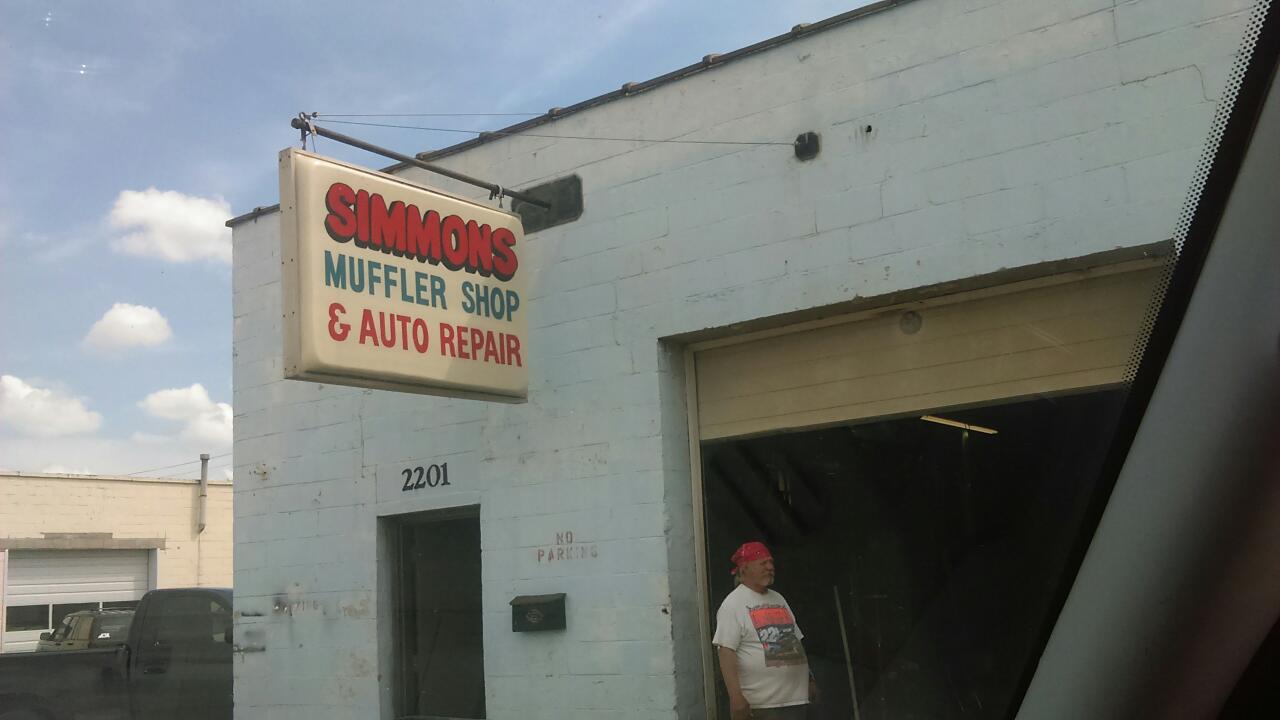 SIMMONS
MUFFLER SHOP
& AUTO REPAIR
2201
NO
PARKING